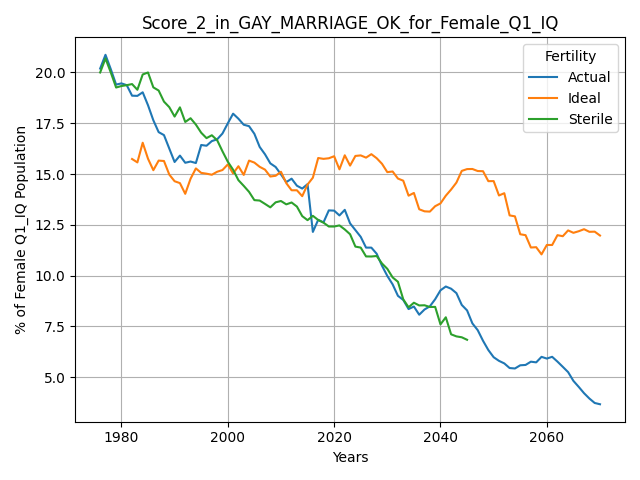 Score_2_in_GAY_MARRIAGE_OK_for_Female_Q1_IQ
Fertility
Actual
Ideal
Sterile
20.0
17.5
15.0
12.5
10.0
7.5
5.0
% of Female Q1_IQ Population
1980 2000 2020 2040 2060
Years